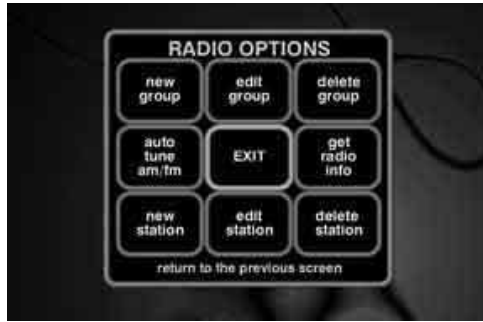 RADIO OPTIONS
new group
edit group
delete group
auto tune am/fm
EXIT
get radio info
new station
edit station
delete station
return to the previous screen